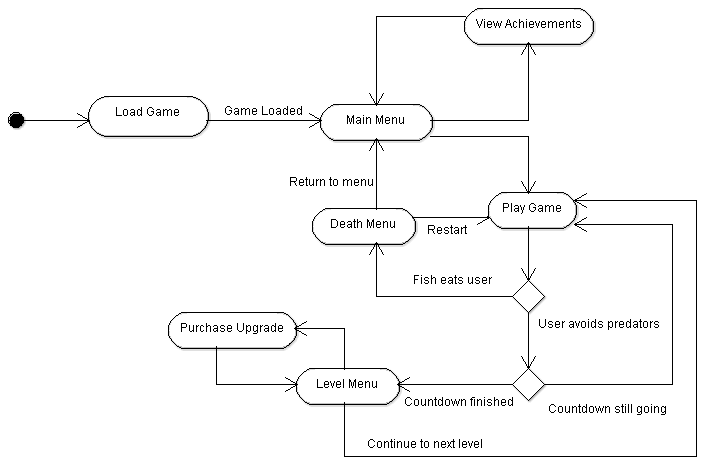 View Achievements
Load Game
Game Loaded
Main Menu
Return to menu
Play Game
Death Menu
Restart
Fish eats user
Purchase Upgrade
User avoids predators
Level Menu
Countdown finished
Countdown still going
Continue to next level